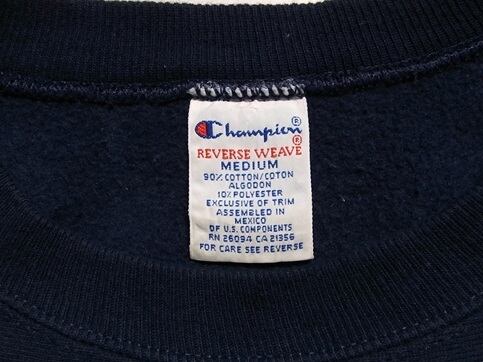 Champion®
REVERSE WEAVE®
MEDIUM
90% COTTON/COTON
ALGODON
10% POLYESTER
EXCLUSIVE OF TRIM
ASSEMBLED IN
MEXICO
OF U.S. COMPONENTS
RN 26094 CA 21356
FOR CARE SEE REVERSE